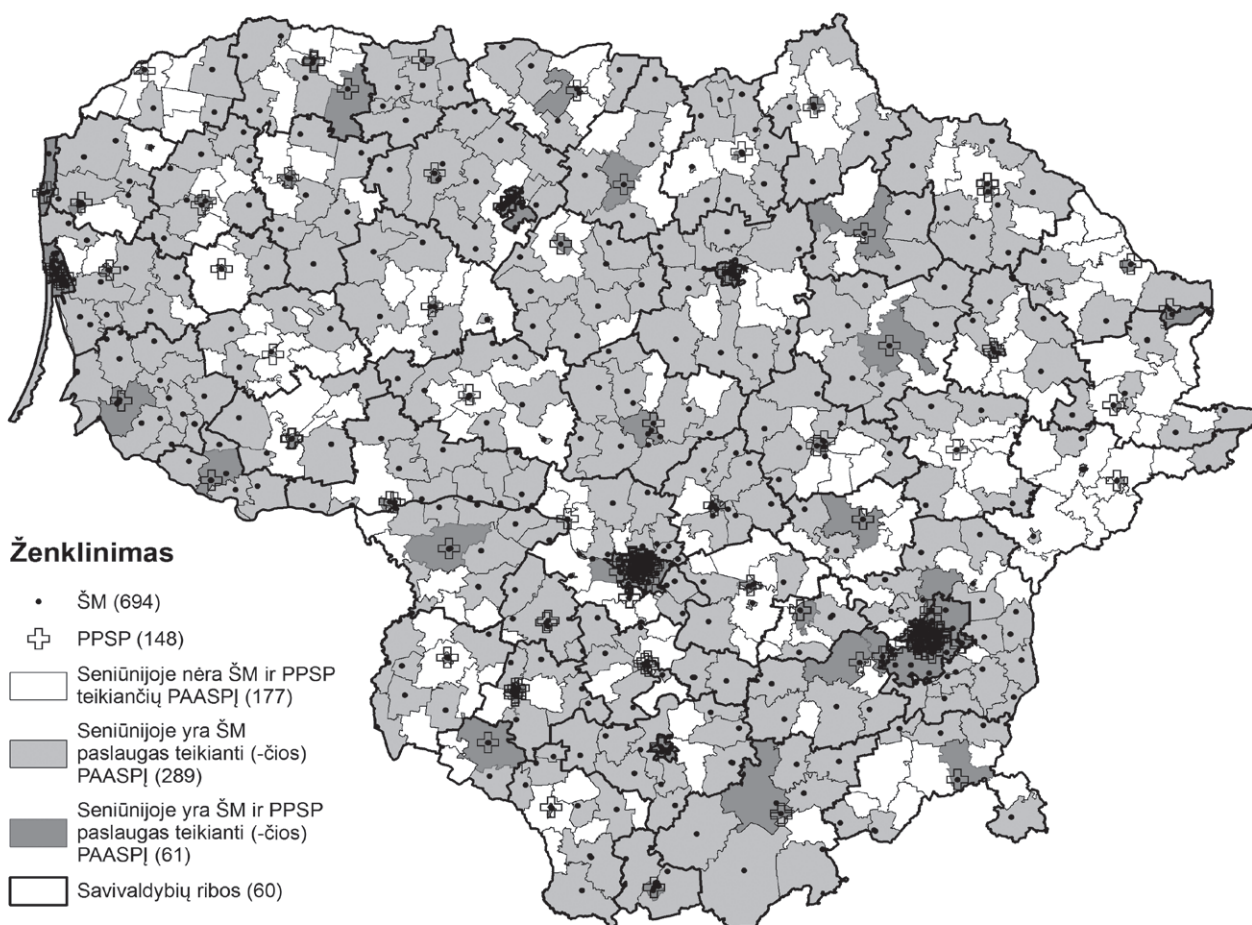 Ženklinimas
ŠM (694)
PPSP (148)
Seniūnijoje nėra ŠM ir PPSP
teikiančių PAASPĮ (177)
Seniūnijoje yra ŠM
paslaugas teikianti (-čios)
PAASPĮ (289)
Seniūnijoje yra ŠM ir PPSP
paslaugas teikianti (-čios)
PAASPĮ (61)
Savivaldybių ribos (60)